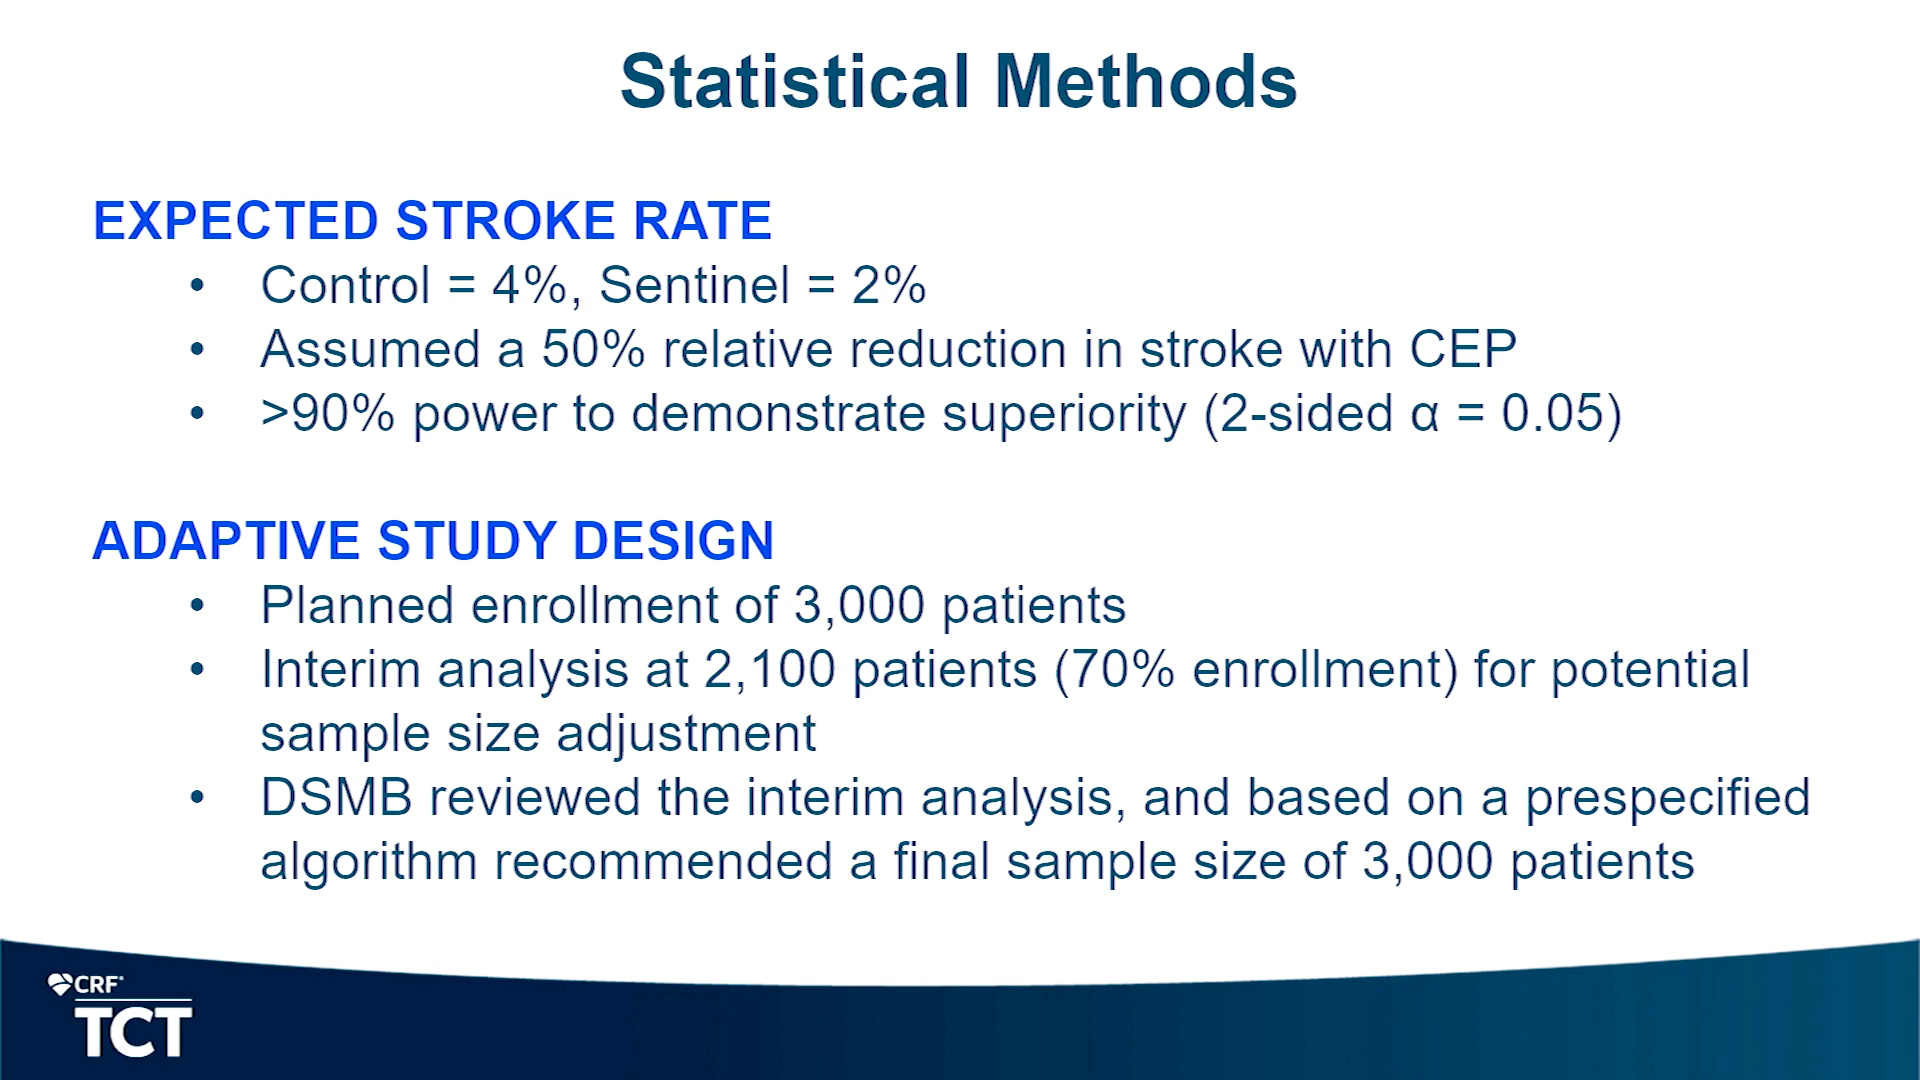 Statistical Methods
EXPECTED STROKE RATE
• Control = 4%, Sentinel = 2%
• Assumed a 50% relative reduction in stroke with CEP
• >90% power to demonstrate superiority (2-sided α = 0.05)
ADAPTIVE STUDY DESIGN
• Planned enrollment of 3,000 patients
• Interim analysis at 2,100 patients (70% enrollment) for potential
sample size adjustment
• DSMB reviewed the interim analysis, and based on a prespecified
algorithm recommended a final sample size of 3,000 patients
CRF®
TCT